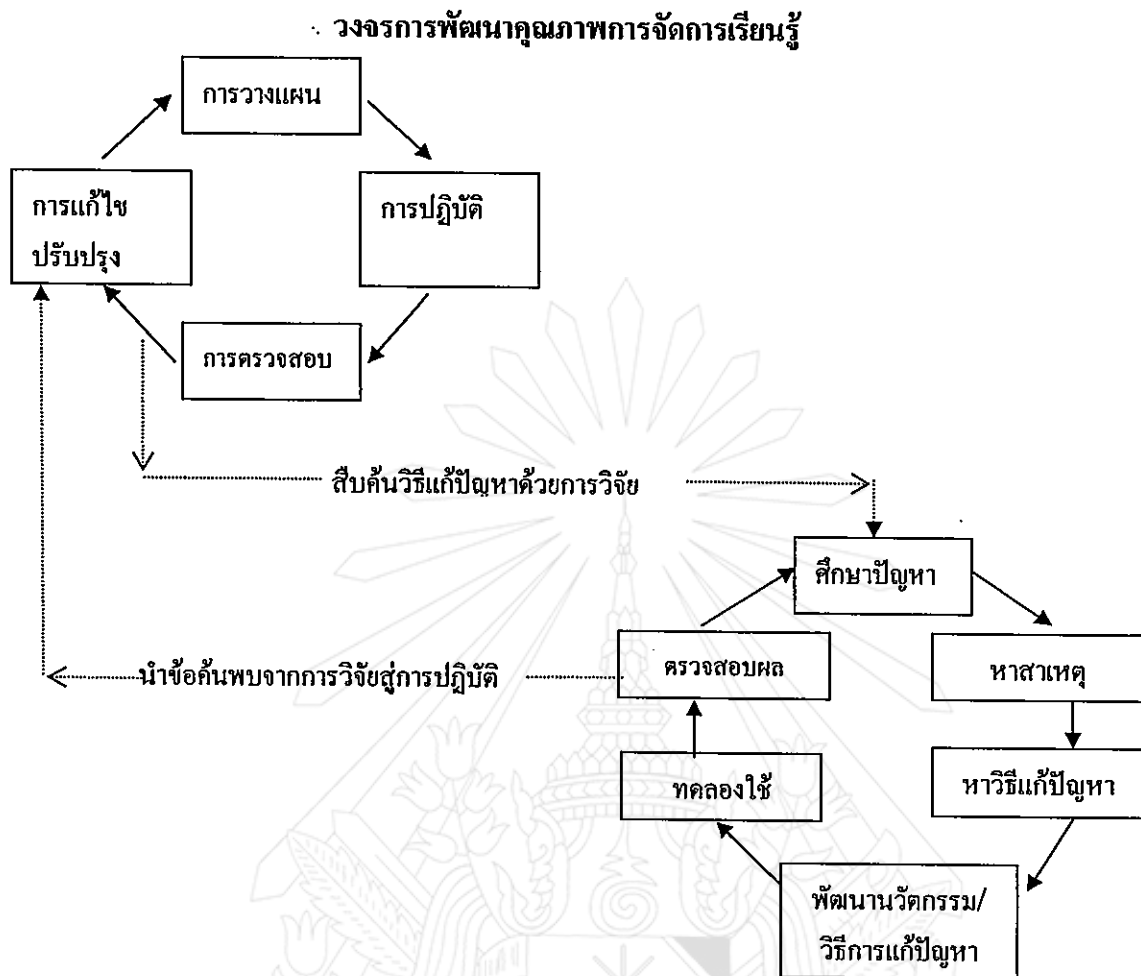 วงจรการพัฒนาคุณภาพการจัดการเรียนรู้
การวางแผน
การแก้ไช
ปรับปรุง
การปฏิบัติ
การตรวจสอบ
สืบค้นวิธีแก้ปัญหาด้วยการวิจัย
ศึกษาปัญหา
ตรวจสอบผล
หาสาเหตุ
นำข้อค้นพบจากการวิจัยสู่การปฏิบัติ
ทดลองใช้
หาวิธีแก้ปัญหา
พัฒนานวัตกรรม/
วิธีการแก้ปัญหา